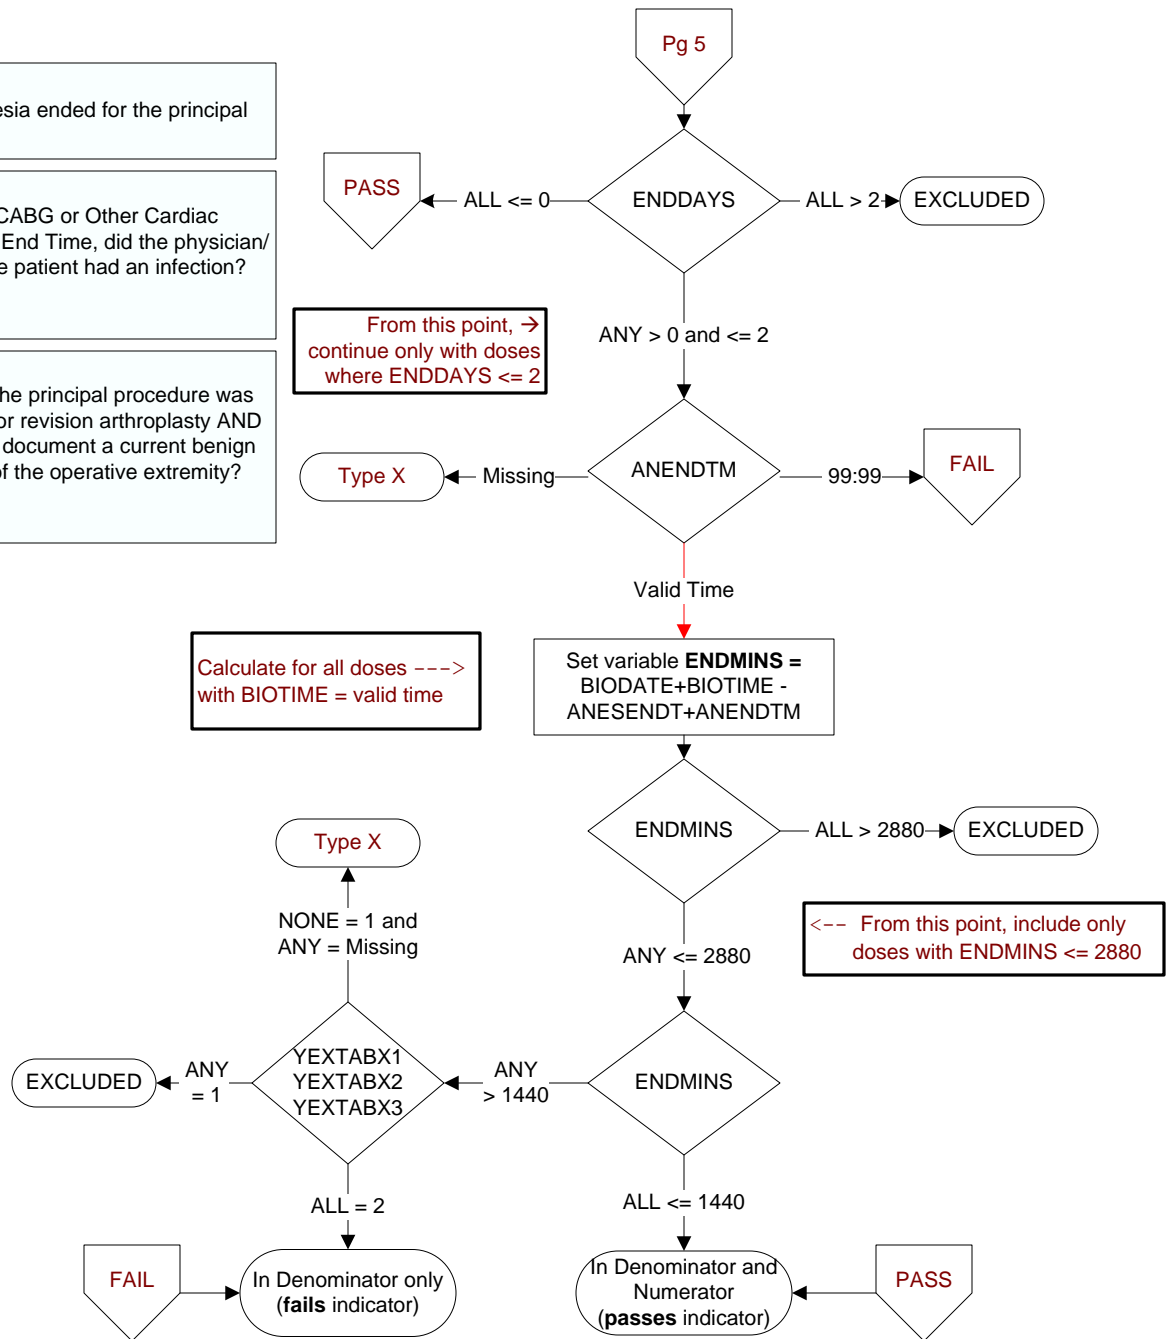 Pg 5
esia ended for the principal
CABG or Other Cardiac
End Time, did the physician/
e patient had an infection?
he principal procedure was
or revision arthroplasty AND
document a current benign
of the operative extremity?
PASS
ALL <= 0
ENDDAYS
ALL > 2
EXCLUDED
From this point, →
continue only with doses
where ENDDAYS <= 2
ANY > 0 and <= 2
Type X
Missing
ANENDTM
99:99
FAIL
Valid Time
Calculate for all doses --->
with BIOTIME = valid time
Set variable ENDMINS =
BIODATE+BIOTIME -
ANESENDT+ANENDTM
ENDMINS
ALL > 2880
EXCLUDED
Type X
NONE = 1 and
ANY = Missing
ANY <= 2880
<-- From this point, include only
doses with ENDMINS <= 2880
EXCLUDED
ANY
= 1
YEXTABX1
YEXTABX2
YEXTABX3
ANY
> 1440
ENDMINS
ALL = 2
ALL <= 1440
FAIL
In Denominator only
(fails indicator)
In Denominator and
Numerator
(passes indicator)
PASS